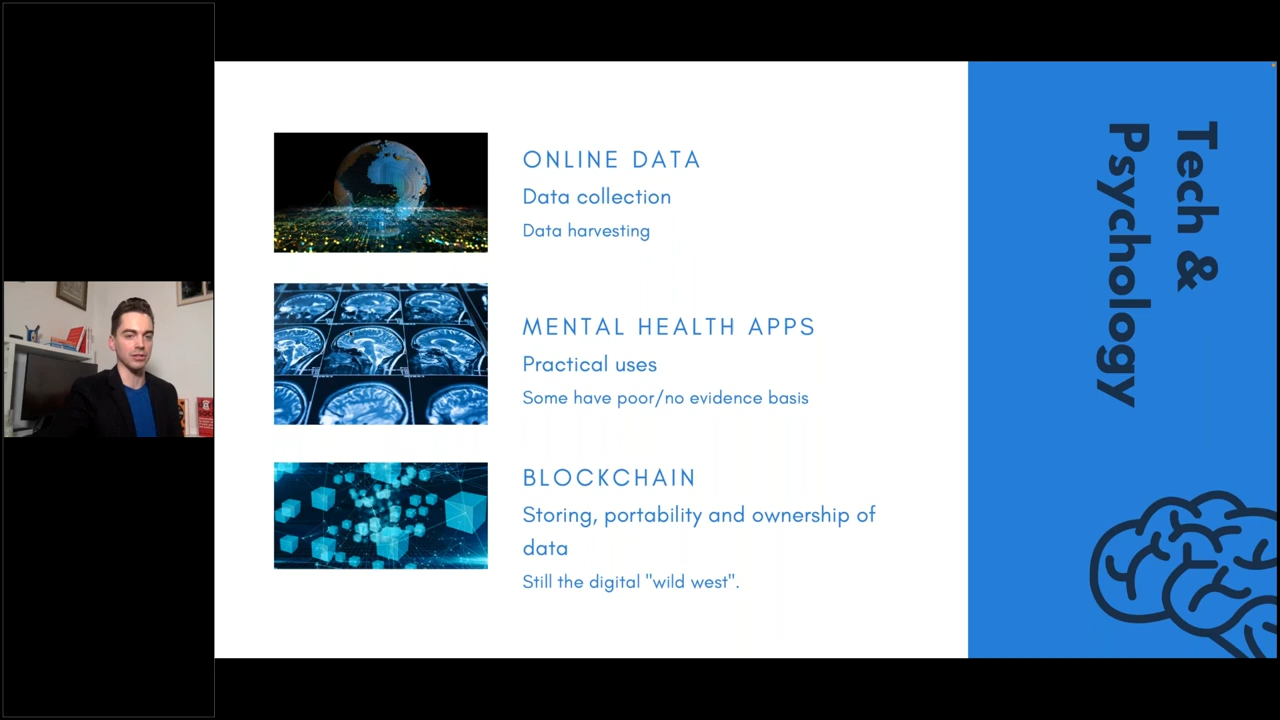 ONLINE DATA
Data collection
Data harvesting
MENTAL HEALTH APPS
Practical uses
Some have poor/no evidence basis
BLOCKCHAIN
Storing, portability and ownership of
data
Still the digital "wild west".
Tech &
Psychology